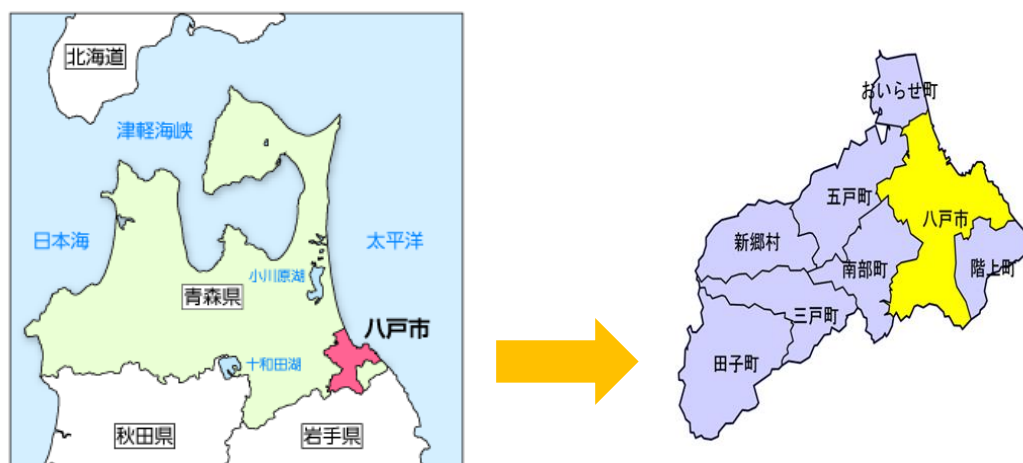 北海道
津軽海峡
日本海
太平洋
小川原湖
青森県
八戸市
十和田湖
秋田県
岩手県
おいらせ町
五戸町
八戸市
新郷村
南部町
階上町
三戸町
田子町